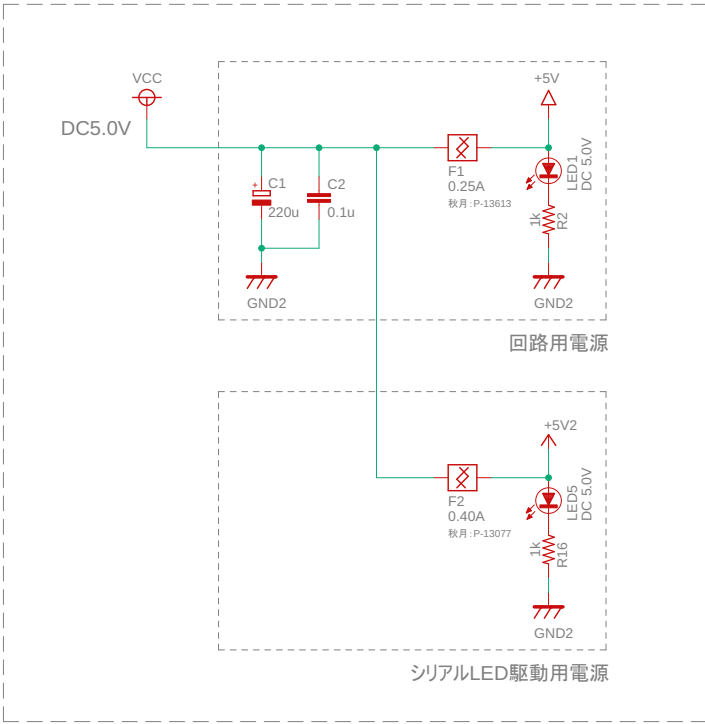 VCC
DC5.0V
+5V
C1
220u
C2
0.1u
GND2
F1
0.25A
秋月:P-13613
LED1
DC 5.0V
1k
R2
GND2
回路用電源
+5V2
F2
0.40A
秋月:P-13077
LED5
DC 5.0V
1k
R16
GND2
シリアルLED駆動用電源